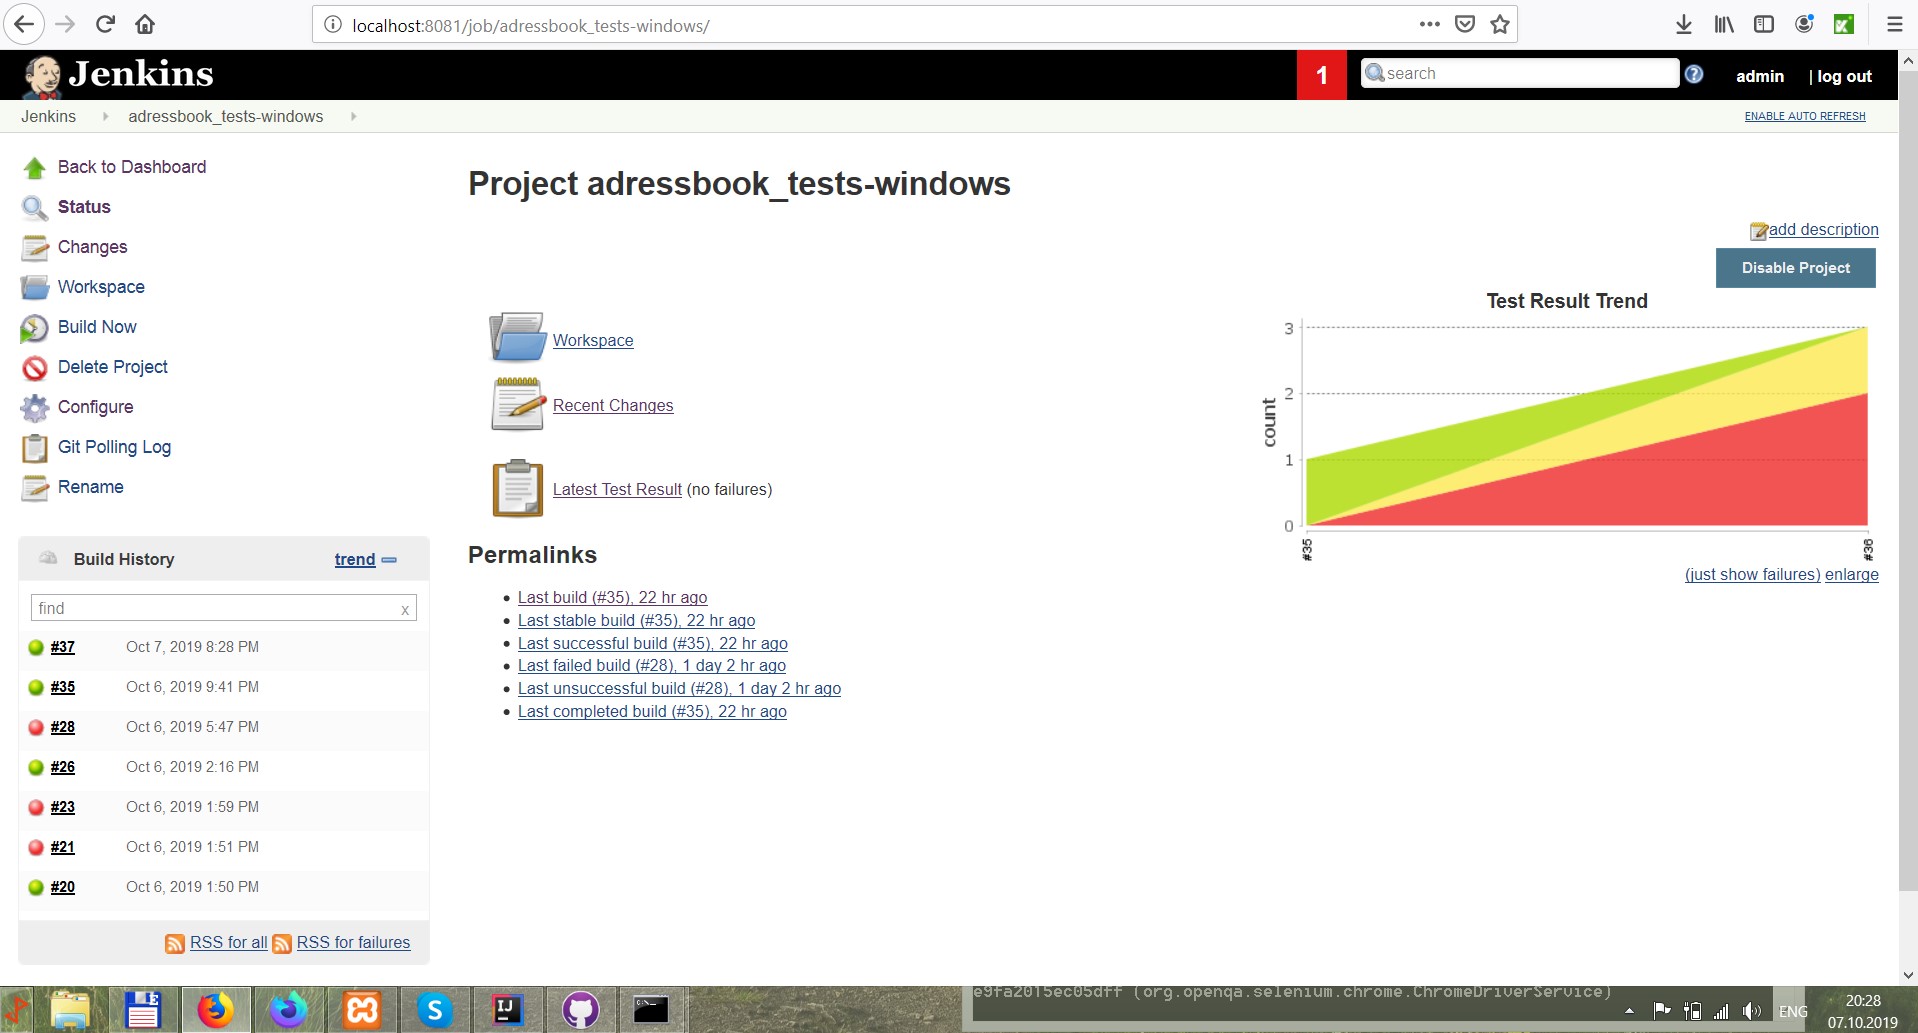 localhost:8081/job/adressbook_tests-windows/
Jenkins
1
search
admin
| log out
Jenkins
adressbook_tests-windows
ENABLE AUTO REFRESH
Back to Dashboard
Status
Changes
Workspace
Build Now
Delete Project
Configure
Git Polling Log
Rename
Build History
trend
find
x
#37 Oct 7, 2019 8:28 PM
#35 Oct 6, 2019 9:41 PM
#28 Oct 6, 2019 5:47 PM
#26 Oct 6, 2019 2:16 PM
#23 Oct 6, 2019 1:59 PM
#21 Oct 6, 2019 1:51 PM
#20 Oct 6, 2019 1:50 PM
RSS for all RSS for failures
Project adressbook_tests-windows
add description
Disable Project
Workspace
Recent Changes
Latest Test Result (no failures)
Permalinks
Last build (#35), 22 hr ago
Last stable build (#35), 22 hr ago
Last successful build (#35), 22 hr ago
Last failed build (#28), 1 day 2 hr ago
Last unsuccessful build (#28), 1 day 2 hr ago
Last completed build (#35), 22 hr ago
Test Result Trend
3
2
1
0
count
#35
#36
(just show failures) enlarge
e9fa2015ec05dff (org.openqa.selenium.chrome.ChromeDriverService)
ENG
20:28
07.10.2019